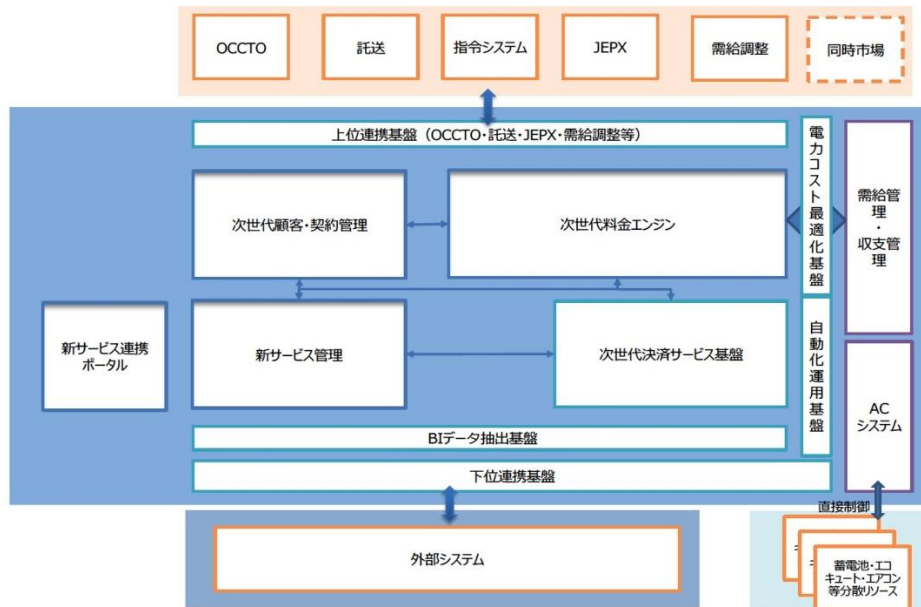 OCCTO
託送
指令システム
JEPX
需給調整
同時市場
上位連携基盤（OCCTO・託送・JEPX・需給調整等）
電力コスト最適化基盤
需給管理・収支管理
次世代顧客・契約管理
次世代料金エンジン
新サービス連携
ポータル
新サービス管理
次世代決済サービス基盤
自動化運用基盤
AC
システム
BIデータ抽出基盤
下位連携基盤
直接制御
外部システム
蓄電池・エコ
キュート・エアコン
等分散リソース